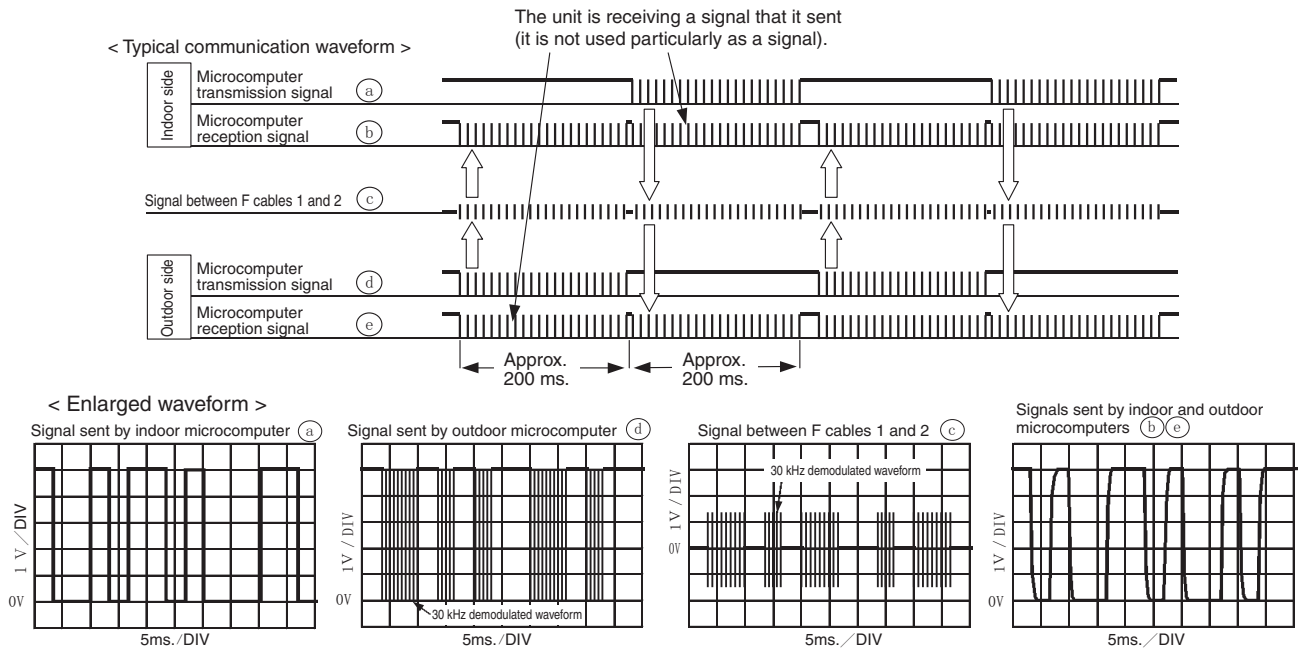 The unit is receiving a signal that it sent
(it is not used particularly as a signal).
< Typical communication waveform >
Indoor side
Microcomputer
transmission signal a
Microcomputer
reception signal b
Signal between F cables 1 and 2 c
Outdoor side
Microcomputer
transmission signal d
Microcomputer
reception signal e
Approx.
200 ms.
Approx.
200 ms.
< Enlarged waveform >
Signal sent by indoor microcomputer a
1 V／DIV
0V
5ms./DIV
Signal sent by outdoor microcomputer d
1V / DIV
0V
30 kHz demodulated waveform
5ms./DIV
Signal between F cables 1 and 2 c
30 kHz demodulated waveform
1 V / DIV
0V
5ms.／DIV
Signals sent by indoor and outdoor
microcomputers b e
1V / DIV
0V
5ms.／DIV